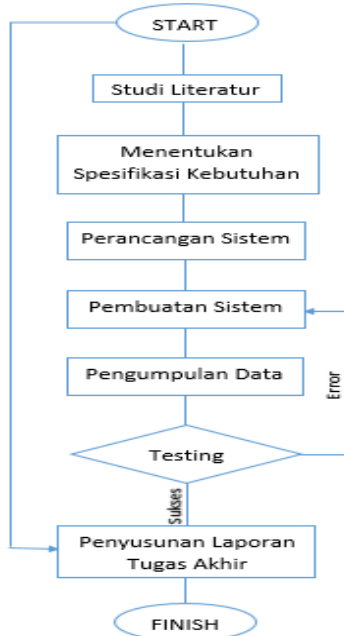 START
Studi Literatur
Menentukan
Spesifikasi Kebutuhan
Perancangan Sistem
Pembuatan Sistem
Pengumpulan Data
Error
Testing
Sukses
Penyusunan Laporan
Tugas Akhir
FINISH